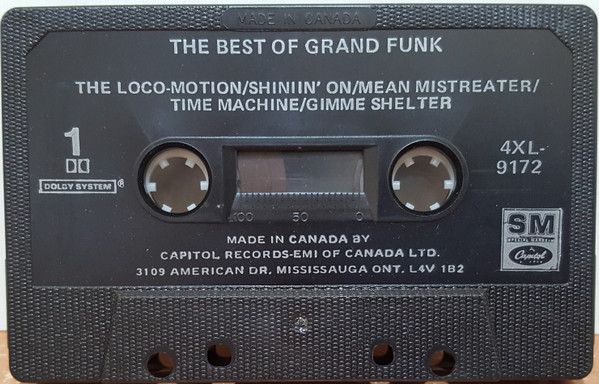 MADE IN CANADA
THE BEST OF GRAND FUNK
THE LOCO-MOTION/SHINIIN' ON/MEAN MISTREATER/
TIME MACHINE/GIMME SHELTER
1
DOLBY SYSTEM®
4XL-
9172
100 50 0
SM
Capitol
MADE IN CANADA BY
CAPITOL RECORDS-EMI OF CANADA LTD.
3109 AMERICAN DR. MISSISSAUGA ONT. L4V 1B2